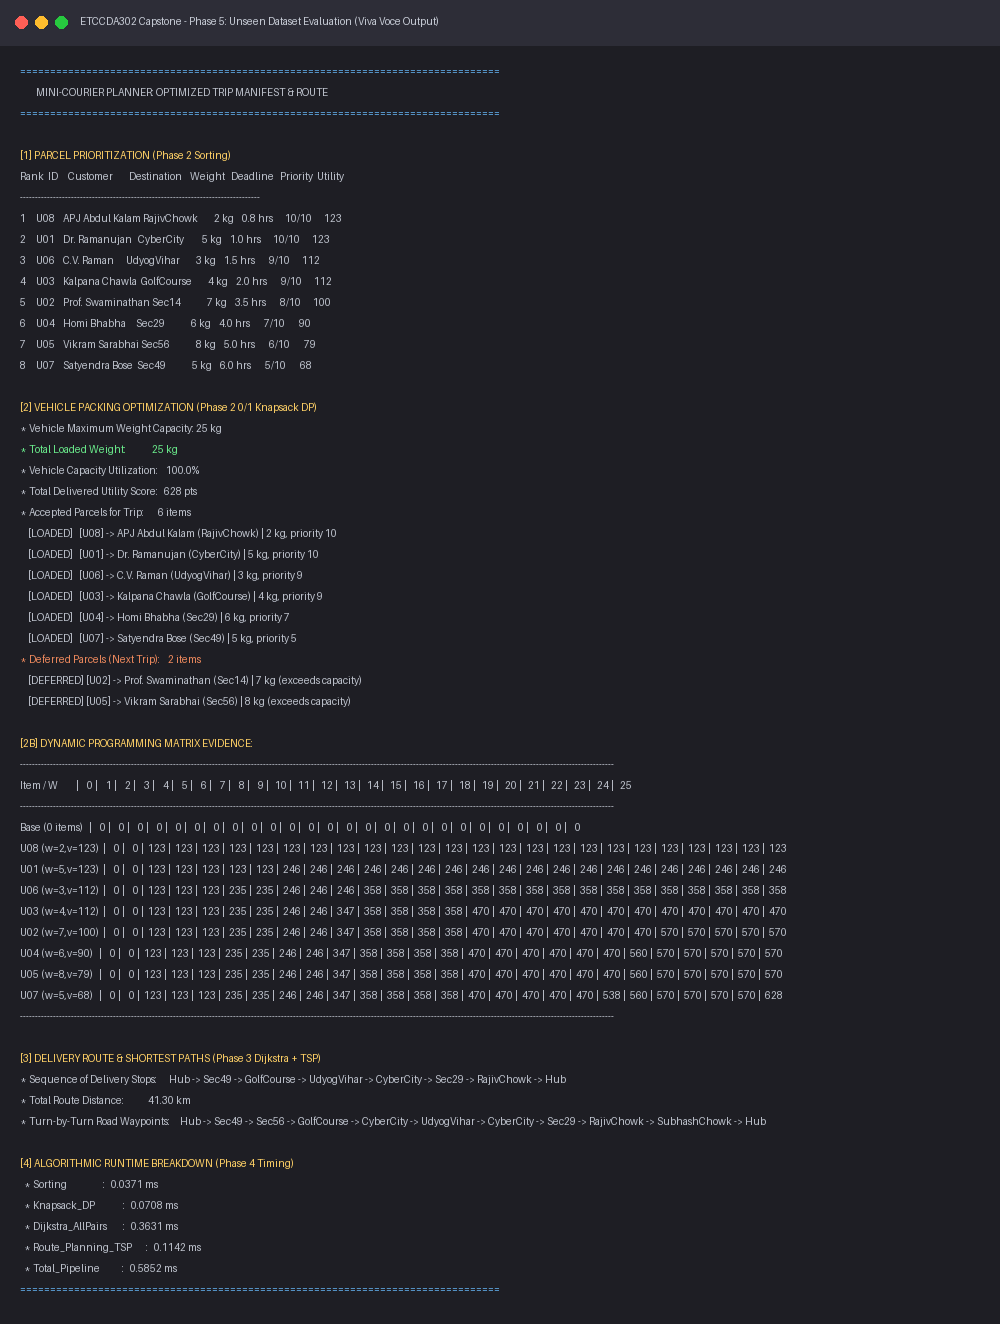 ETCCDA302 Capstone - Phase 5: Unseen Dataset Evaluation (Viva Voce Output)
================================================================================
MINI-COURIER PLANNER: OPTIMIZED TRIP MANIFEST & ROUTE
================================================================================
[1] PARCEL PRIORITIZATION (Phase 2 Sorting)
Rank ID Customer Destination Weight Deadline Priority Utility
--------------------------------------------------------------------------------
1 U08 APJ Abdul Kalam RajivChowk 2 kg 0.8 hrs 10/10 123
2 U01 Dr. Ramanujan CyberCity 5 kg 1.0 hrs 10/10 123
3 U06 C.V. Raman UdyogVihar 3 kg 1.5 hrs 9/10 112
4 U03 Kalpana Chawla GolfCourse 4 kg 2.0 hrs 9/10 112
5 U02 Prof. Swaminathan Sec14 7 kg 3.5 hrs 8/10 100
6 U04 Homi Bhabha Sec29 6 kg 4.0 hrs 7/10 90
7 U05 Vikram Sarabhai Sec56 8 kg 5.0 hrs 6/10 79
8 U07 Satyendra Bose Sec49 5 kg 6.0 hrs 5/10 68
[2] VEHICLE PACKING OPTIMIZATION (Phase 2 0/1 Knapsack DP)
* Vehicle Maximum Weight Capacity: 25 kg
* Total Loaded Weight: 25 kg
* Vehicle Capacity Utilization: 100.0%
* Total Delivered Utility Score: 628 pts
* Accepted Parcels for Trip: 6 items
[LOADED] [U08] -> APJ Abdul Kalam (RajivChowk) | 2 kg, priority 10
[LOADED] [U01] -> Dr. Ramanujan (CyberCity) | 5 kg, priority 10
[LOADED] [U06] -> C.V. Raman (UdyogVihar) | 3 kg, priority 9
[LOADED] [U03] -> Kalpana Chawla (GolfCourse) | 4 kg, priority 9
[LOADED] [U04] -> Homi Bhabha (Sec29) | 6 kg, priority 7
[LOADED] [U07] -> Satyendra Bose (Sec49) | 5 kg, priority 5
* Deferred Parcels (Next Trip): 2 items
[DEFERRED] [U02] -> Prof. Swaminathan (Sec14) | 7 kg (exceeds capacity)
[DEFERRED] [U05] -> Vikram Sarabhai (Sec56) | 8 kg (exceeds capacity)
[2B] DYNAMIC PROGRAMMING MATRIX EVIDENCE:
--------------------------------------------------------------------------------
Item / W | 0 | 1 | 2 | 3 | 4 | 5 | 6 | 7 | 8 | 9 | 10 | 11 | 12 | 13 | 14 | 15 | 16 | 17 | 18 | 19 | 20 | 21 | 22 | 23 | 24 | 25
--------------------------------------------------------------------------------
Base (0 items) | 0 | 0 | 0 | 0 | 0 | 0 | 0 | 0 | 0 | 0 | 0 | 0 | 0 | 0 | 0 | 0 | 0 | 0 | 0 | 0 | 0 | 0 | 0 | 0 | 0 | 0
U08 (w=2,v=123) | 0 | 0 | 123 | 123 | 123 | 123 | 123 | 123 | 123 | 123 | 123 | 123 | 123 | 123 | 123 | 123 | 123 | 123 | 123 | 123 | 123 | 123 | 123 | 123 | 123 | 123
U01 (w=5,v=123) | 0 | 0 | 123 | 123 | 123 | 123 | 123 | 246 | 246 | 246 | 246 | 246 | 246 | 246 | 246 | 246 | 246 | 246 | 246 | 246 | 246 | 246 | 246 | 246 | 246 | 246
U06 (w=3,v=112) | 0 | 0 | 123 | 123 | 123 | 235 | 235 | 246 | 246 | 246 | 358 | 358 | 358 | 358 | 358 | 358 | 358 | 358 | 358 | 358 | 358 | 358 | 358 | 358 | 358 | 358
U03 (w=4,v=112) | 0 | 0 | 123 | 123 | 123 | 235 | 235 | 246 | 246 | 347 | 358 | 358 | 358 | 358 | 470 | 470 | 470 | 470 | 470 | 470 | 470 | 470 | 470 | 470 | 470 | 470
U02 (w=7,v=100) | 0 | 0 | 123 | 123 | 123 | 235 | 235 | 246 | 246 | 347 | 358 | 358 | 358 | 358 | 470 | 470 | 470 | 470 | 470 | 470 | 470 | 570 | 570 | 570 | 570 | 570
U04 (w=6,v=90) | 0 | 0 | 123 | 123 | 123 | 235 | 235 | 246 | 246 | 347 | 358 | 358 | 358 | 358 | 470 | 470 | 470 | 470 | 470 | 470 | 560 | 570 | 570 | 570 | 570 | 570
U05 (w=8,v=79) | 0 | 0 | 123 | 123 | 123 | 235 | 235 | 246 | 246 | 347 | 358 | 358 | 358 | 358 | 470 | 470 | 470 | 470 | 470 | 470 | 560 | 570 | 570 | 570 | 570 | 570
U07 (w=5,v=68) | 0 | 0 | 123 | 123 | 123 | 235 | 235 | 246 | 246 | 347 | 358 | 358 | 358 | 358 | 470 | 470 | 470 | 470 | 470 | 538 | 560 | 570 | 570 | 570 | 570 | 628
--------------------------------------------------------------------------------
[3] DELIVERY ROUTE & SHORTEST PATHS (Phase 3 Dijkstra + TSP)
* Sequence of Delivery Stops: Hub -> Sec49 -> GolfCourse -> UdyogVihar -> CyberCity -> Sec29 -> RajivChowk -> Hub
* Total Route Distance: 41.30 km
* Turn-by-Turn Road Waypoints: Hub -> Sec49 -> Sec56 -> GolfCourse -> CyberCity -> UdyogVihar -> CyberCity -> Sec29 -> RajivChowk -> SubhashChowk -> Hub
[4] ALGORITHMIC RUNTIME BREAKDOWN (Phase 4 Timing)
* Sorting : 0.0371 ms
* Knapsack_DP : 0.0708 ms
* Dijkstra_AllPairs : 0.3631 ms
* Route_Planning_TSP : 0.1142 ms
* Total_Pipeline : 0.5852 ms
================================================================================